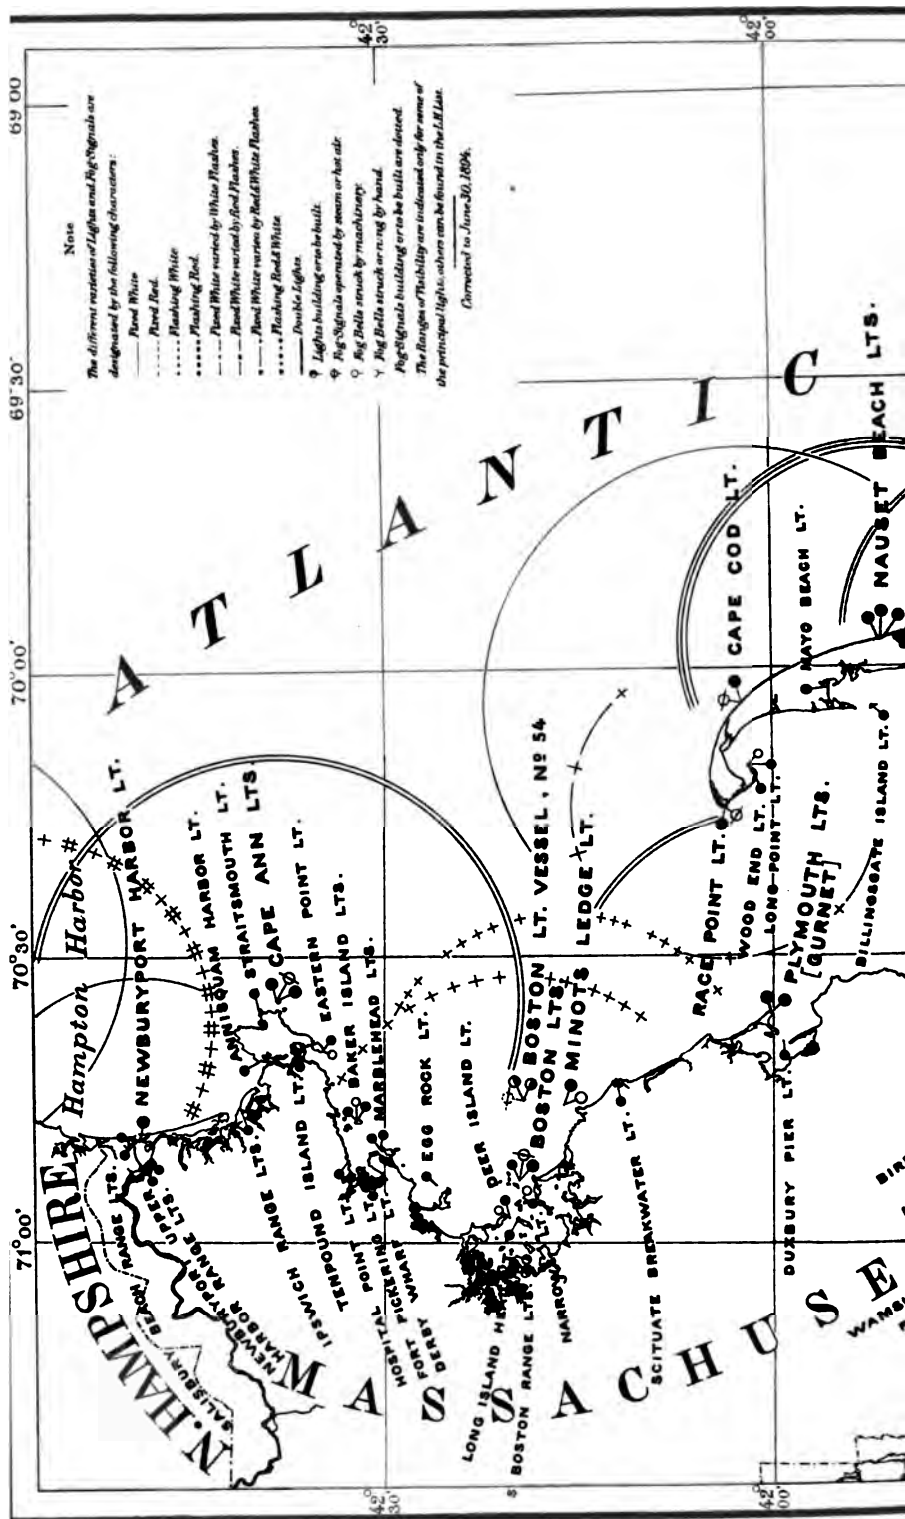 69°00'
69°30'
70°00'
70°30'
71°00'
42°30'
42°00'
42°30'
42°00'
Note
The different varieties of Lights and Fog-Signals are
designated by the following characters:
Fixed White
Fixed Red.
Flashing White
Flashing Red.
Fixed White varied by White Flashes.
Fixed White varied by Red Flashes.
Fixed White varied by Red & White Flashes
Flashing Red & White
Double Lights.
Lights building or to be built.
Fog-Signals operated by steam or hot air
Fog Bells struck by machinery.
Fog Bells struck or rung by hand.
Fog-Signals building or to be built are dotted.
The Ranges of Visibility are indicated only for some of
the principal lights, others can be found in the L.H. List.
Corrected to June 30, 1894.
ATLANTIC
N. HAMPSHIRE
MASSACHUSE
Hampton Harbor
NEWBURYPORT HARBOR LT.
ANNISQUAM HARBOR LT.
STRAITSMOUTH LT.
CAPE ANN LTS.
EASTERN POINT LT.
BAKER ISLAND LTS.
MARBLEHEAD LTS.
EGG ROCK LT.
DEER ISLAND LT.
BOSTON LT. VESSEL, No 54
BOSTON LTS.
MINOTS LEDGE LT.
RACE POINT LT.
WOOD END LT.
LONG POINT LT.
CAPE COD LT.
MAYO BEACH LT.
NAUSET BEACH LTS.
BILLINGSGATE ISLAND LT.
PLYMOUTH LTS.
[GURNET]
SALISBURY BEACH RANGE LTS.
NEWBURYPORT UPPER
HARBOR RANGE LTS.
IPSWICH RANGE LTS.
TENPOUND ISLAND LT.
HOSPITAL POINT LT.
FORT PICKERING LT.
DERBY WHARF LT.
LONG ISLAND HE
BOSTON RANGE LTS.
NARROW
SCITUATE BREAKWATER LT.
DUXBURY PIER LT.
BIR
WAMS